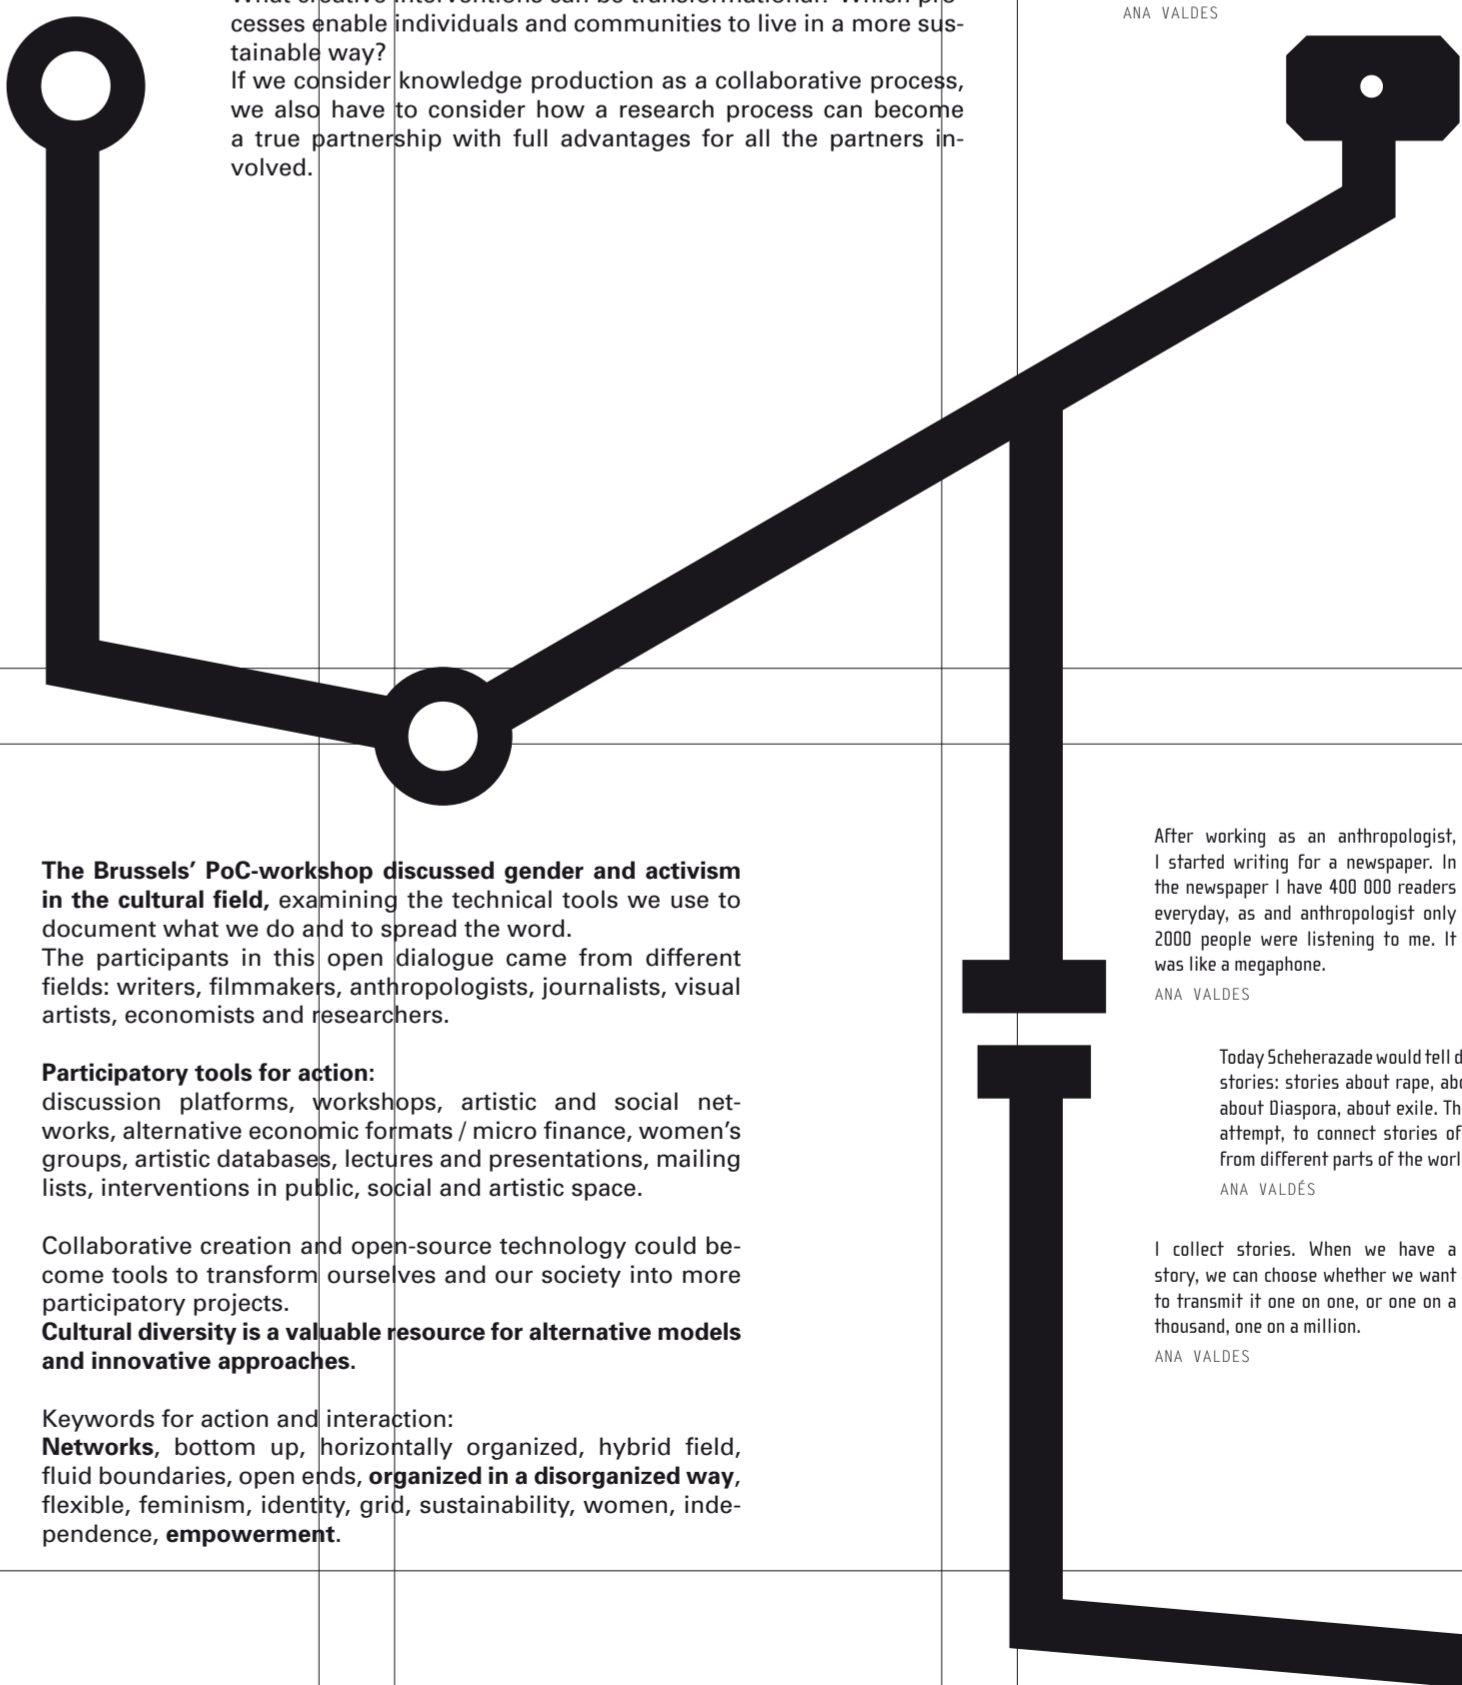 What creative interventions can be transformational? Which pro-
cesses enable individuals and communities to live in a more sus-
tainable way?
If we consider knowledge production as a collaborative process,
we also have to consider how a research process can become
a true partnership with full advantages for all the partners in-
volved.
ANA VALDES
The Brussels’ PoC-workshop discussed gender and activism
in the cultural field, examining the technical tools we use to
document what we do and to spread the word.
The participants in this open dialogue came from different
fields: writers, filmmakers, anthropologists, journalists, visual
artists, economists and researchers.
Participatory tools for action:
discussion platforms, workshops, artistic and social net-
works, alternative economic formats / micro finance, women’s
groups, artistic databases, lectures and presentations, mailing
lists, interventions in public, social and artistic space.
Collaborative creation and open-source technology could be-
come tools to transform ourselves and our society into more
participatory projects.
Cultural diversity is a valuable resource for alternative models
and innovative approaches.
Keywords for action and interaction:
Networks, bottom up, horizontally organized, hybrid field,
fluid boundaries, open ends, organized in a disorganized way,
flexible, feminism, identity, grid, sustainability, women, inde-
pendence, empowerment.
After working as an anthropologist,
I started writing for a newspaper. In
the newspaper I have 400 000 readers
everyday, as and anthropologist only
2000 people were listening to me. It
was like a megaphone.
ANA VALDES
Today Scheherazade would tell
stories: stories about rape,
about Diaspora, about exile.
attempt, to connect stories of
from different parts of the
ANA VALDÉS
I collect stories. When we have a
story, we can choose whether we want
to transmit it one on one, or one on a
thousand, one on a million.
ANA VALDES